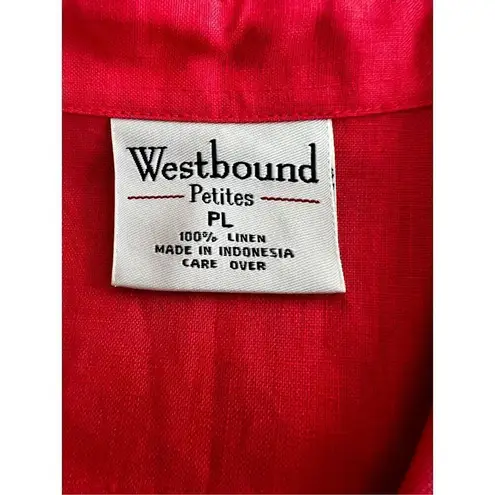 Westbound
Petites
PL
100% LINEN
MADE IN INDONESIA
CARE OVER